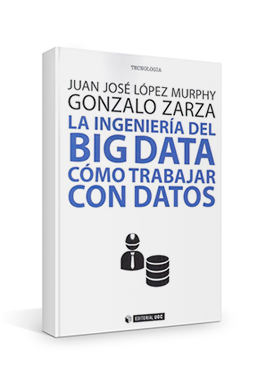 TECNOLOGÍA
JUAN JOSÉ LÓPEZ MURPHY
GONZALO ZARZA
LA INGENIERÍA DEL
BIG DATA
CÓMO TRABAJAR
CON DATOS
EDITORIAL UOC